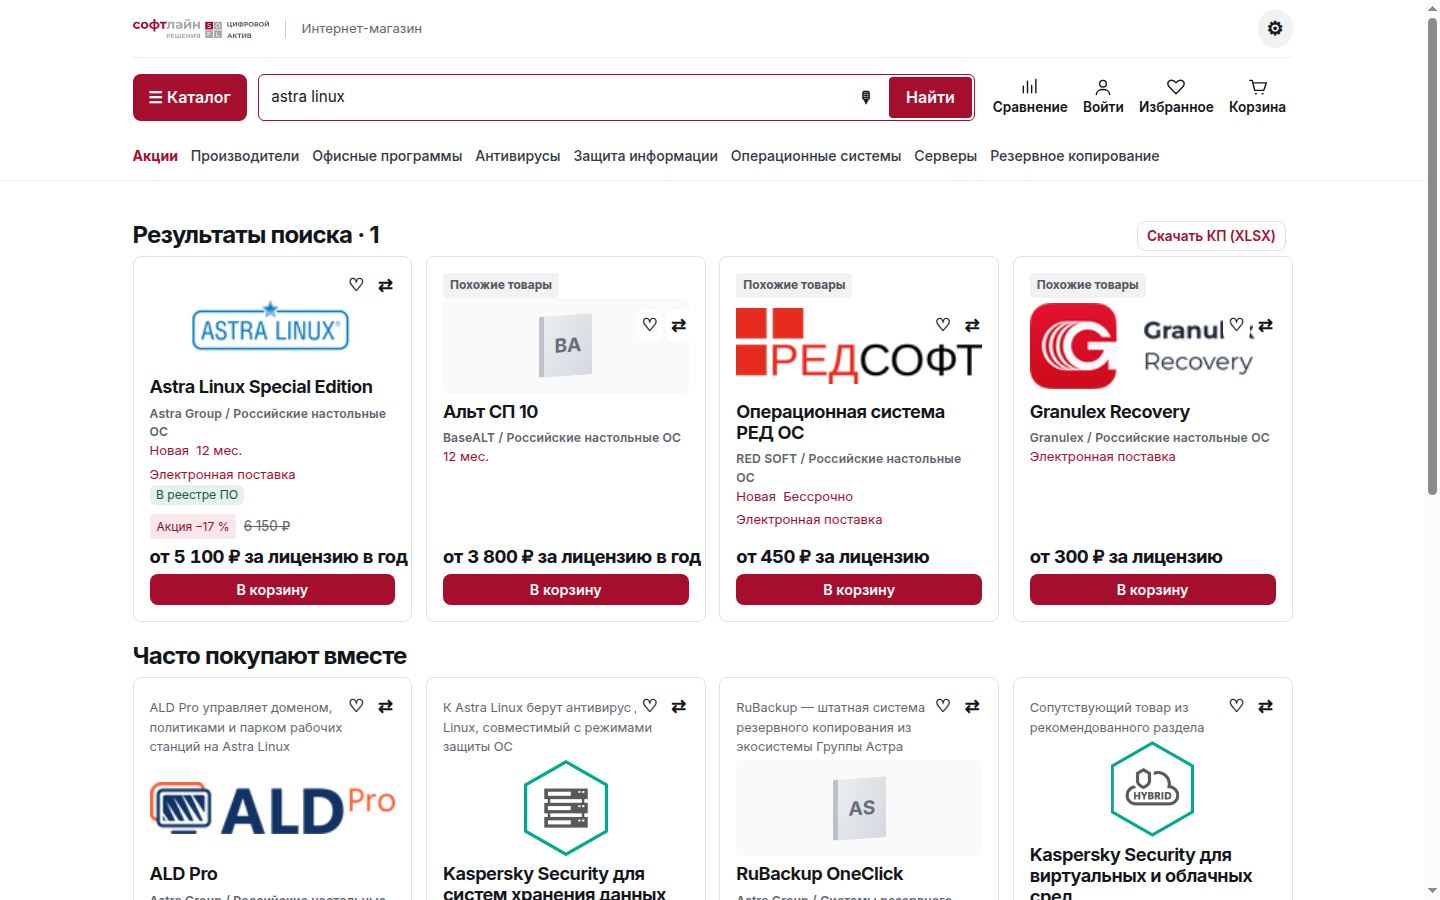 софтлайн
РЕШЕНИЯ
SO
FL
ЦИФРОВОЙ
АКТИВ
Интернет-магазин
☰ Каталог
astra linux
Найти
Сравнение
Войти
Избранное
Корзина
Акции Производители Офисные программы Антивирусы Защита информации Операционные системы Серверы Резервное копирование
Результаты поиска · 1
Скачать КП (XLSX)
ASTRA LINUX®
Astra Linux Special Edition
Astra Group / Российские настольные
ОС
Новая 12 мес.
Электронная поставка
В реестре ПО
Акция −17 % 6 150 ₽
от 5 100 ₽ за лицензию в год
В корзину
Похожие товары
BA
Альт СП 10
BaseALT / Российские настольные ОС
12 мес.
от 3 800 ₽ за лицензию в год
В корзину
Похожие товары
РЕДСОФТ
Операционная система
РЕД ОС
RED SOFT / Российские настольные
ОС
Новая Бессрочно
Электронная поставка
от 450 ₽ за лицензию
В корзину
Похожие товары
Granul
Recovery
Granulex Recovery
Granulex / Российские настольные ОС
Электронная поставка
от 300 ₽ за лицензию
В корзину
Часто покупают вместе
ALD Pro управляет доменом,
политиками и парком рабочих
станций на Astra Linux
ALD Pro
ALD Pro
К Astra Linux берут антивирус
Linux, совместимый с режимами
защиты ОС
Kaspersky Security для
систем хранения данных
RuBackup — штатная система
резервного копирования из
экосистемы Группы Астра
AS
RuBackup OneClick
Сопутствующий товар из
рекомендованного раздела
HYBRID
Kaspersky Security для
виртуальных и облачных
сред